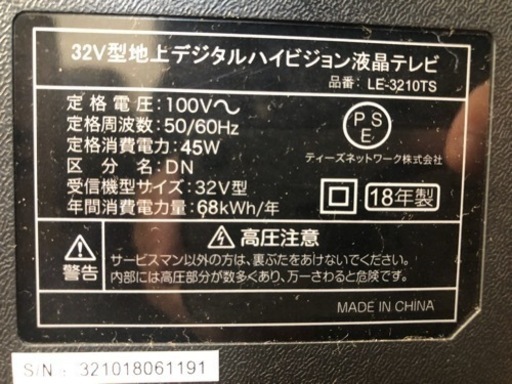 32V型地上デジタルハイビジョン液晶テレビ
品番: LE-3210TS
定格電圧:100V～
定格周波数:50/60Hz
定格消費電力:45W
区分名:DN
受信機型サイズ:32V型
年間消費電力量:68kWh/年
PSE
ティーズネットワーク株式会社
18年製
警告
高圧注意
サービスマン以外の方は、裏ぶたをあけないでください。
内部には高圧部分が数多くあり、万一さわると危険です。
MADE IN CHINA
S/N: 321018061191